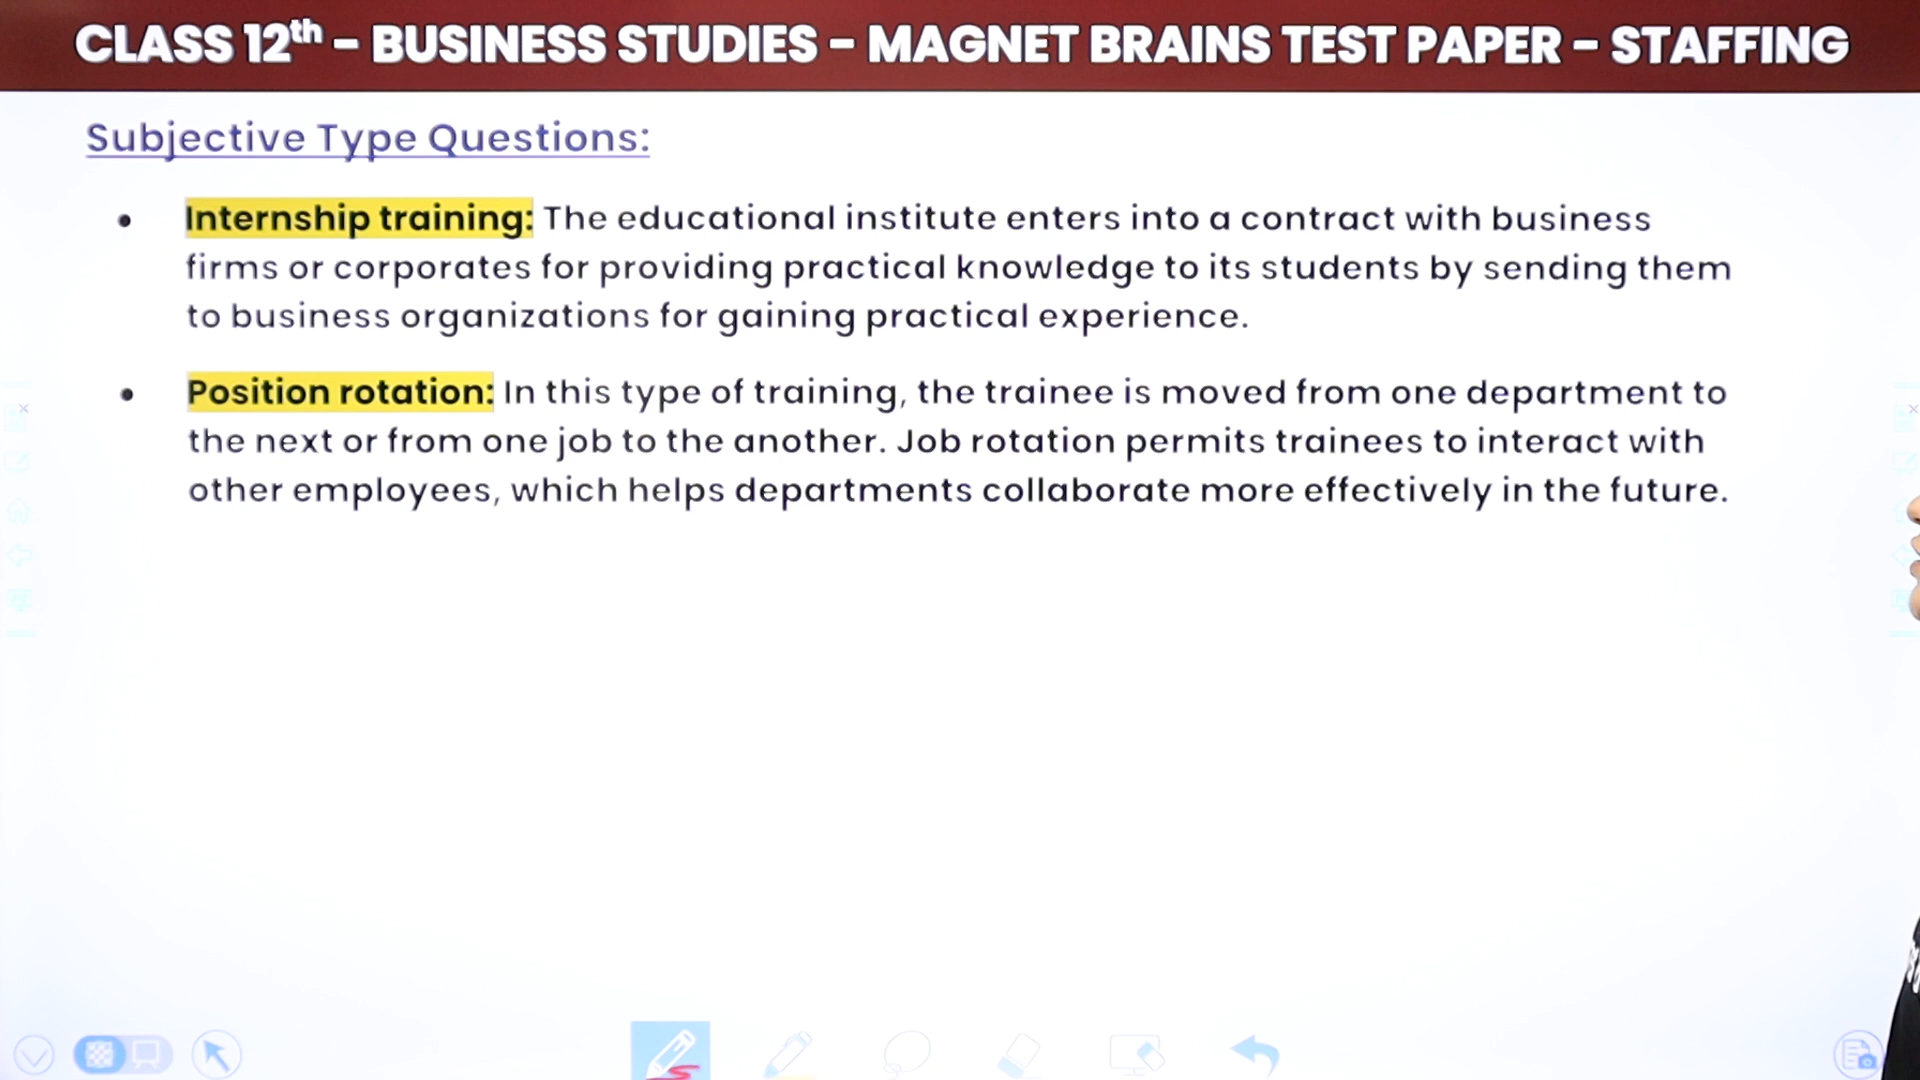 CLASS 12th – BUSINESS STUDIES – MAGNET BRAINS TEST PAPER – STAFFING
Subjective Type Questions:
• Internship training: The educational institute enters into a contract with business
firms or corporates for providing practical knowledge to its students by sending them
to business organizations for gaining practical experience.
• Position rotation: In this type of training, the trainee is moved from one department to
the next or from one job to the another. Job rotation permits trainees to interact with
other employees, which helps departments collaborate more effectively in the future.